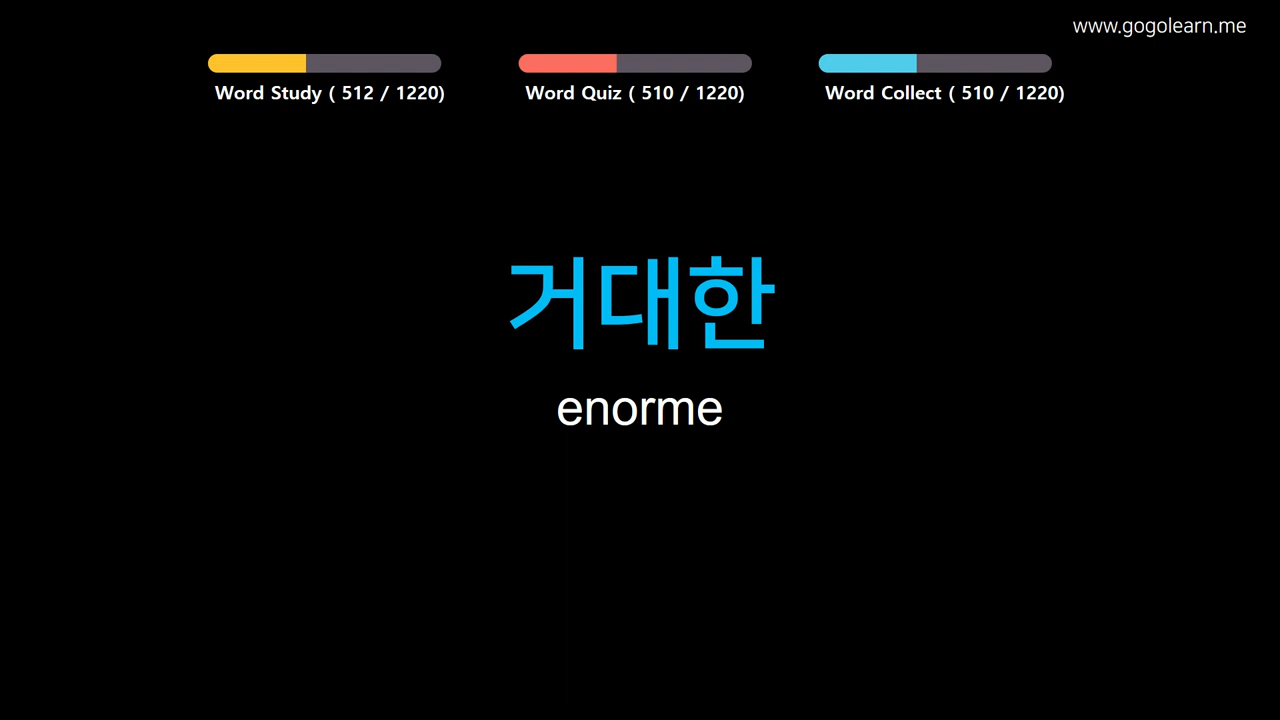 www.gogolearn.me
Word Study ( 512 / 1220)
Word Quiz ( 510 / 1220)
Word Collect ( 510 / 1220)
거대한
enorme